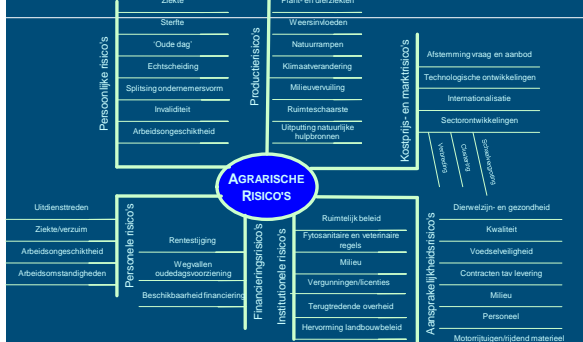 Ziekte
Sterfte
‘Oude dag’
Echtscheiding
Splitsing ondernemersvorm
Invaliditeit
Arbeidsongeschiktheid
Persoonlijke risico's
Plant- en dierziekten
Weersinvloeden
Natuurrampen
Klimaatverandering
Milieuvervuiling
Ruimteschaarste
Uitputting natuurlijke
hulpbronnen
Productierisico's
Afstemming vraag en aanbod
Technologische ontwikkelingen
Internationalisatie
Sectorontwikkelingen
Verbreding
Clustering
Schaalvergroting
Kostprijs- en marktrisico's
AGRARISCHE
RISICO'S
Uitdiensttreden
Ziekte/verzuim
Arbeidsongeschiktheid
Arbeidsomstandigheden
Personele risico's
Rentestijging
Wegvallen
oudedagsvoorziening
Beschikbaarheid financiering
Financieringsrisico's
Institutionele risico's
Ruimtelijk beleid
Fytosanitaire en veterinaire
regels
Milieu
Vergunningen/licenties
Terugtredende overheid
Hervorming landbouwbeleid
Aansprakelijkheidsrisico's
Dierwelzijn- en gezondheid
Kwaliteit
Voedselveiligheid
Contracten tav levering
Milieu
Personeel
Motorrijtuigen/rijdend materieel